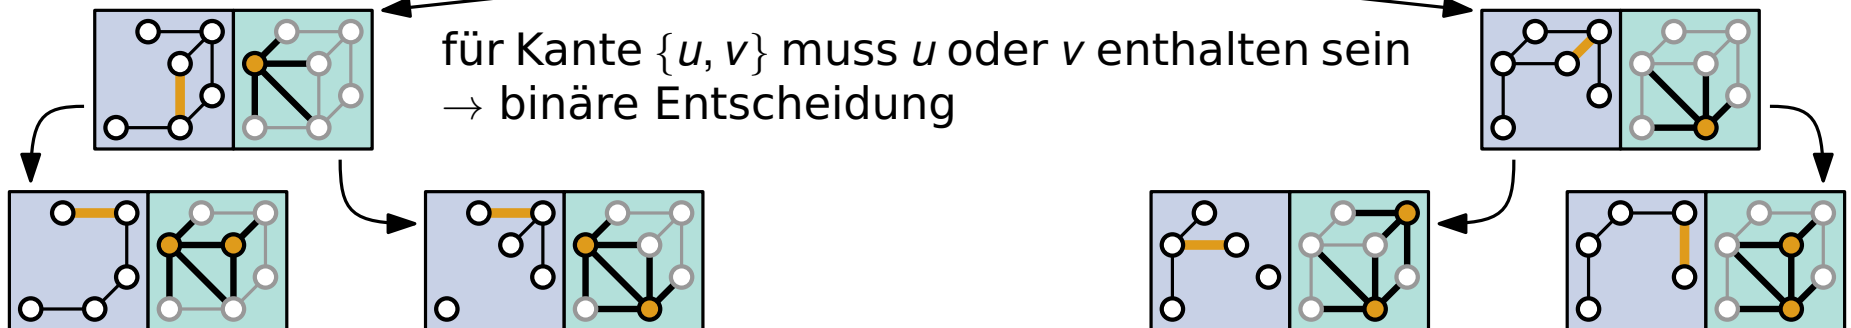 für Kante {u, v} muss u oder v enthalten sein
→ binäre Entscheidung